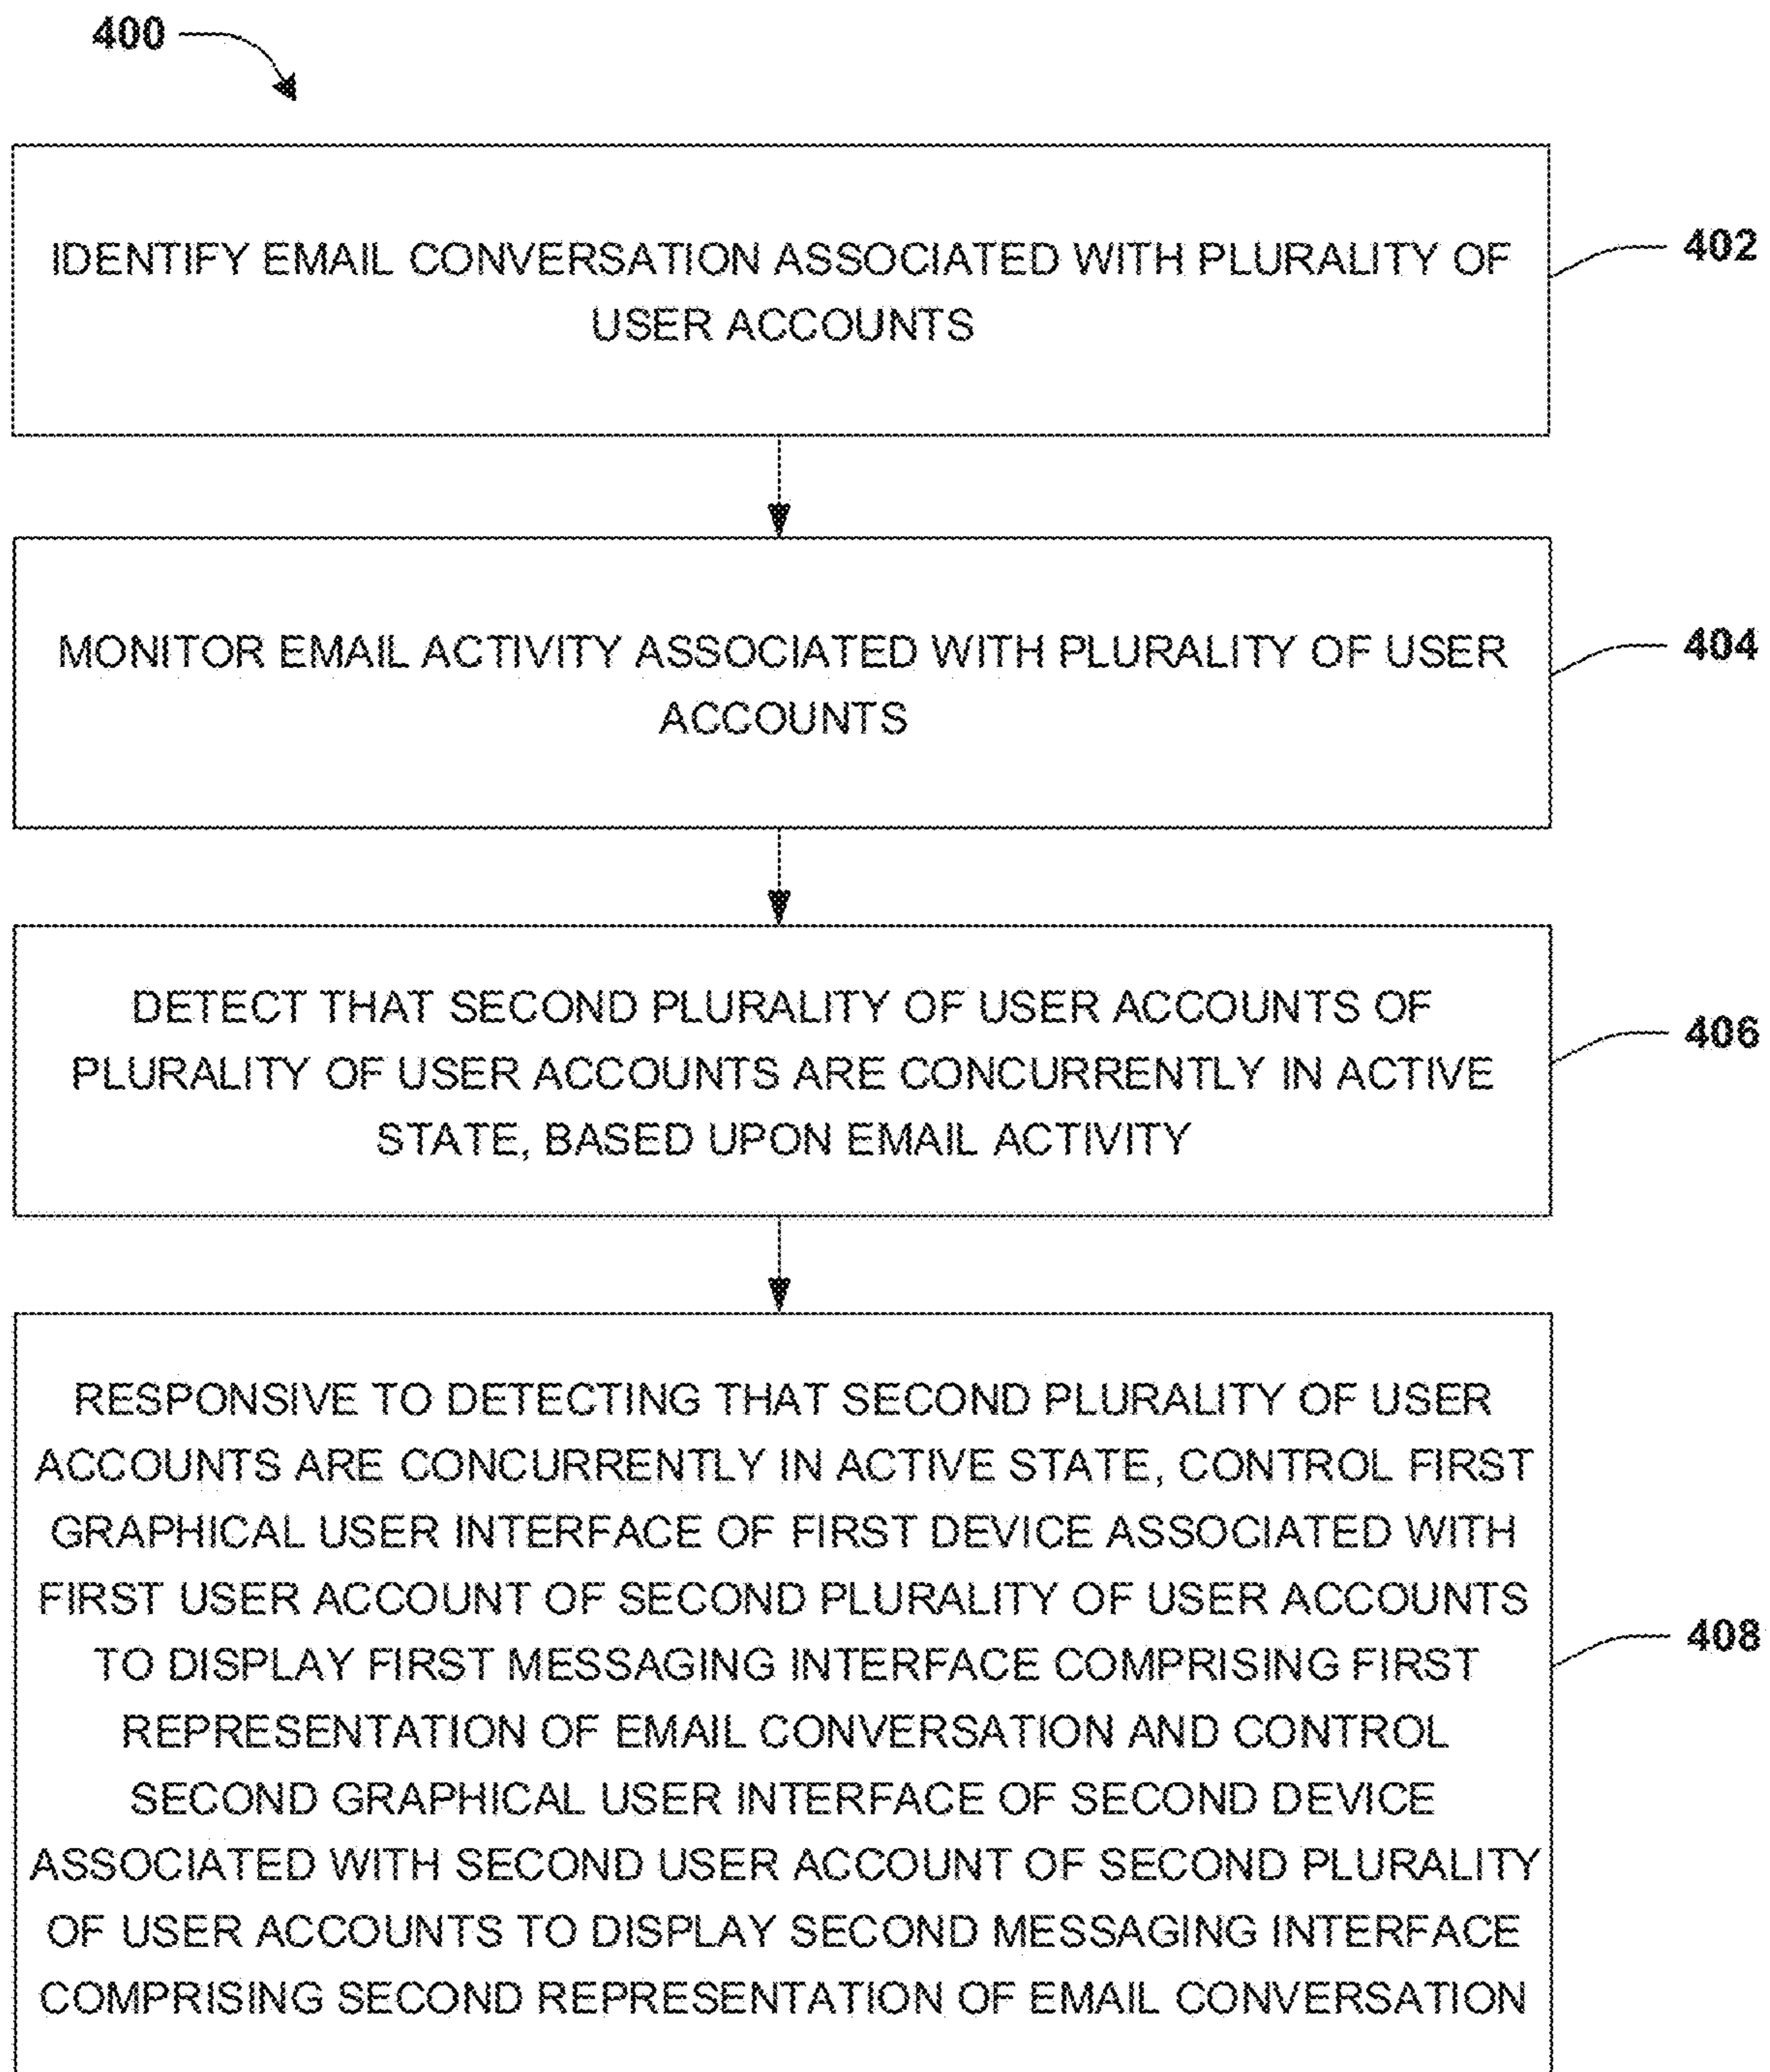 400
IDENTIFY EMAIL CONVERSATION ASSOCIATED WITH PLURALITY OF
USER ACCOUNTS
402
MONITOR EMAIL ACTIVITY ASSOCIATED WITH PLURALITY OF USER
ACCOUNTS
404
DETECT THAT SECOND PLURALITY OF USER ACCOUNTS OF
PLURALITY OF USER ACCOUNTS ARE CONCURRENTLY IN ACTIVE
STATE, BASED UPON EMAIL ACTIVITY
406
RESPONSIVE TO DETECTING THAT SECOND PLURALITY OF USER
ACCOUNTS ARE CONCURRENTLY IN ACTIVE STATE, CONTROL FIRST
GRAPHICAL USER INTERFACE OF FIRST DEVICE ASSOCIATED WITH
FIRST USER ACCOUNT OF SECOND PLURALITY OF USER ACCOUNTS
TO DISPLAY FIRST MESSAGING INTERFACE COMPRISING FIRST
REPRESENTATION OF EMAIL CONVERSATION AND CONTROL
SECOND GRAPHICAL USER INTERFACE OF SECOND DEVICE
ASSOCIATED WITH SECOND USER ACCOUNT OF SECOND PLURALITY
OF USER ACCOUNTS TO DISPLAY SECOND MESSAGING INTERFACE
COMPRISING SECOND REPRESENTATION OF EMAIL CONVERSATION
408